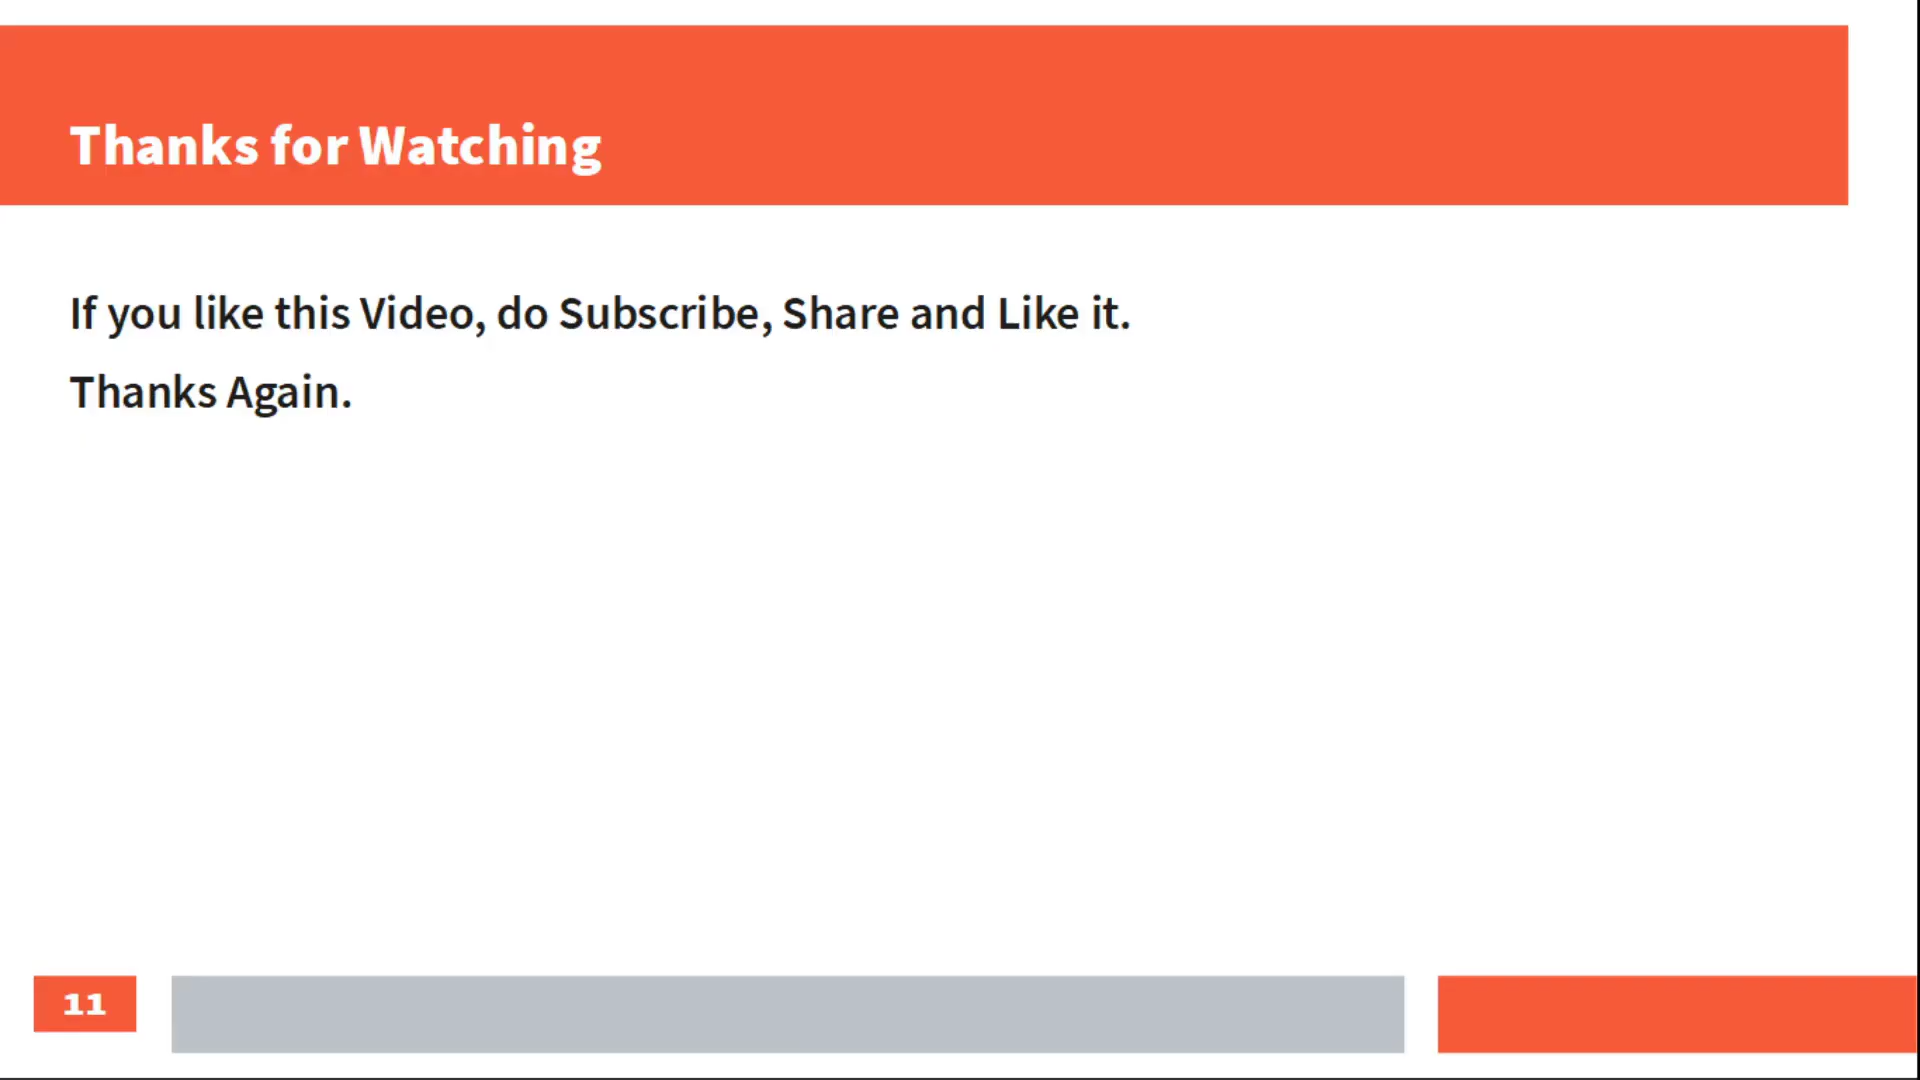 Thanks for Watching
If you like this Video, do Subscribe, Share and Like it.
Thanks Again.
11